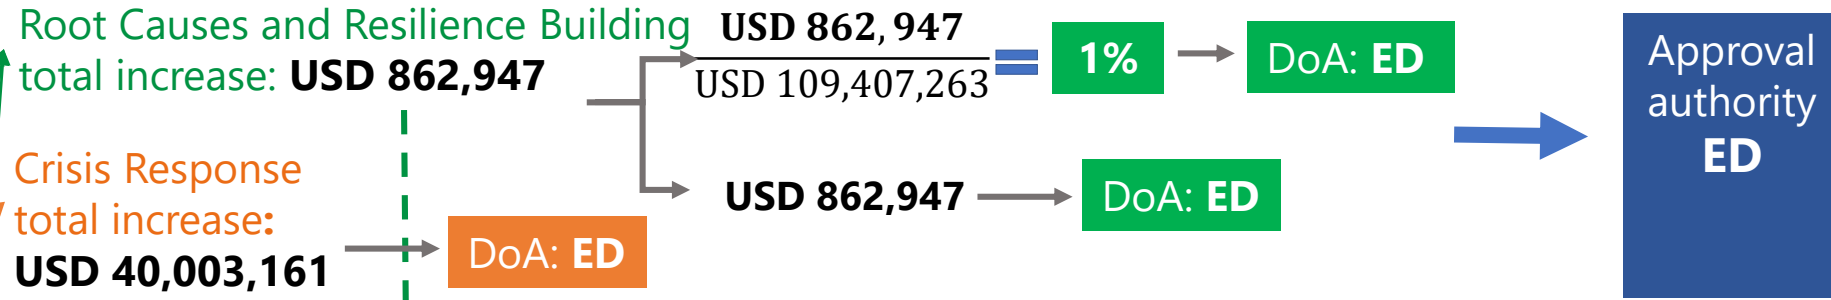 Root Causes and Resilience Building
total increase: USD 862,947
USD 862,947
USD 109,407,263
1%
DoA: ED
USD 862,947
DoA: ED
Crisis Response
total increase:
USD 40,003,161
DoA: ED
Approval
authority
ED